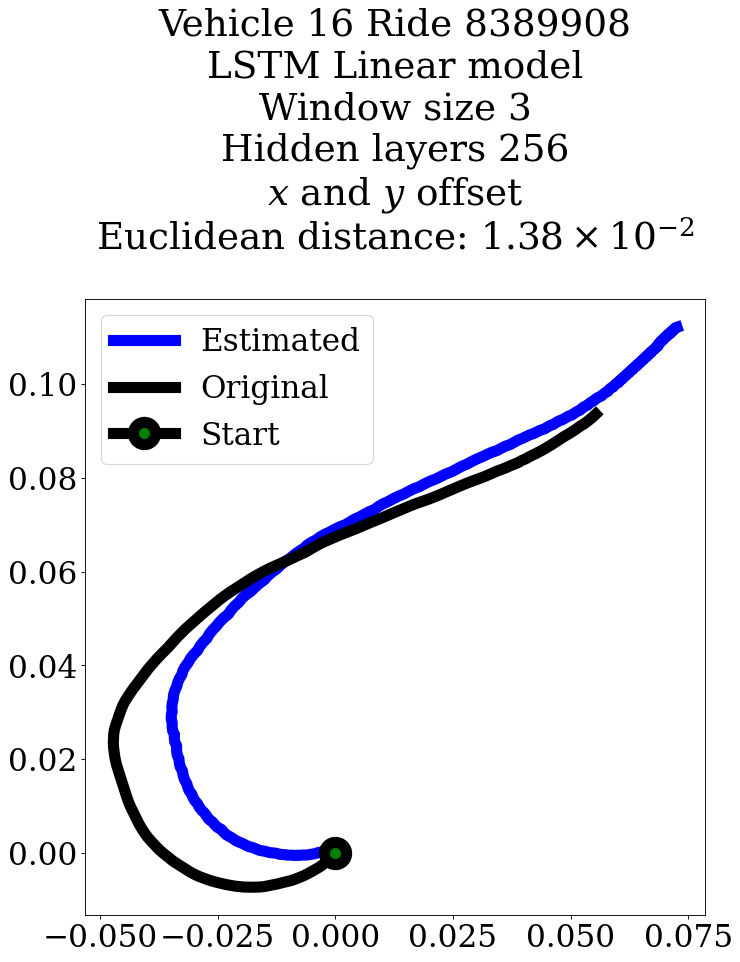 Vehicle 16 Ride 8389908
LSTM Linear model
Window size 3
Hidden layers 256
x and y offset
Euclidean distance: 1.38 × 10⁻²
Estimated
Original
Start
0.10
0.08
0.06
0.04
0.02
0.00
−0.050 −0.025 0.000 0.025 0.050 0.075